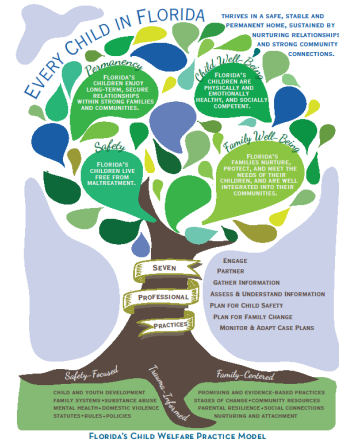 Every Child in Florida
THRIVES IN A SAFE, STABLE AND
PERMANENT HOME, SUSTAINED BY
NURTURING RELATIONSHIPS
AND STRONG COMMUNITY
CONNECTIONS.
Permanency
FLORIDA'S
CHILDREN ENJOY
LONG-TERM, SECURE
RELATIONSHIPS
WITHIN STRONG FAMILIES
AND COMMUNITIES.
Child Well-Being
FLORIDA'S
CHILDREN ARE
PHYSICALLY AND
EMOTIONALLY
HEALTHY, AND SOCIALLY
COMPETENT.
Safety
FLORIDA'S
CHILDREN LIVE
FREE FROM
MALTREATMENT.
Family Well-Being
FLORIDA'S
FAMILIES NURTURE,
PROTECT, AND MEET THE
NEEDS OF THEIR
CHILDREN, AND ARE WELL
INTEGRATED INTO THEIR
COMMUNITIES.
SEVEN
PROFESSIONAL
PRACTICES
ENGAGE
PARTNER
GATHER INFORMATION
ASSESS & UNDERSTAND INFORMATION
PLAN FOR CHILD SAFETY
PLAN FOR FAMILY CHANGE
MONITOR & ADAPT CASE PLANS
Safety-Focused
CHILD AND YOUTH DEVELOPMENT
FAMILY SYSTEMS•SUBSTANCE ABUSE
MENTAL HEALTH•DOMESTIC VIOLENCE
STATUTES•RULES•POLICIES
Trauma-Informed
Family-Centered
PROMISING AND EVIDENCE-BASED PRACTICES
STAGES OF CHANGE•COMMUNITY RESOURCES
PARENTAL RESILIENCE•SOCIAL CONNECTIONS
NURTURING AND ATTACHMENT
FLORIDA'S CHILD WELFARE PRACTICE MODEL